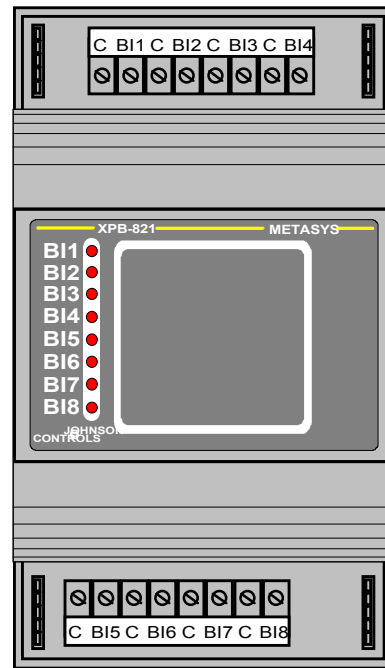 C BI1 C BI2 C BI3 C BI4
XPB-821 METASYS
BI1
BI2
BI3
BI4
BI5
BI6
BI7
BI8
JOHNSON
CONTROLS
C BI5 C BI6 C BI7 C BI8